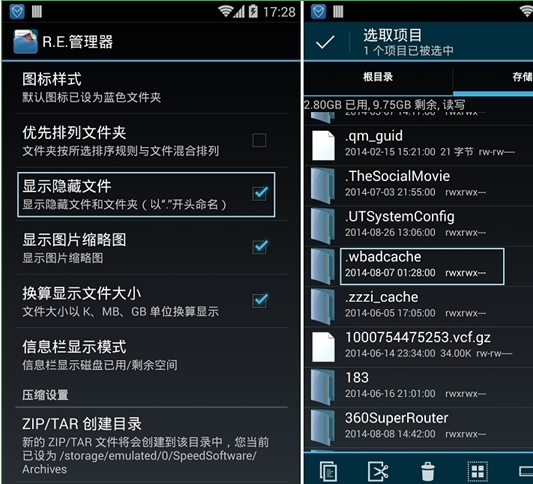 17:28
R.E.管理器
图标样式
默认图标已设为蓝色文件夹
优先排列文件夹
文件夹按所选排序规则与文件混合排列
显示隐藏文件
显示隐藏文件和文件夹（以“.”开头命名）
显示图片缩略图
显示图片缩略图
换算显示文件大小
文件大小以 K、MB、GB 单位换算显示
信息栏显示模式
信息栏显示磁盘已用/剩余空间
压缩设置
ZIP/TAR 创建目录
新的 ZIP/TAR 文件将会创建到该目录中，您当前
已设为 /storage/emulated/0/SpeedSoftware/
Archives
选取项目
1 个项目已被选中
根目录
存储
2.80GB 已用, 9.75GB 剩余, 读写
.qm_guid
2014-02-15 15:21:00 21 字节 rw-rw----
.TheSocialMovie
2014-07-03 21:55:00 rwxrwx---
.UTSystemConfig
2014-08-26 13:06:00 rwxrwx---
.wbadcache
2014-08-07 01:28:00 rwxrwx---
.zzzi_cache
2014-06-05 17:05:00 rwxrwx---
1000754475253.vcf.gz
2014-06-14 23:34:00 34.00K rw-rw----
183
2014-06-16 21:01:00 rwxrwx---
360SuperRouter
2014-08-08 14:42:00 rwxrwx---